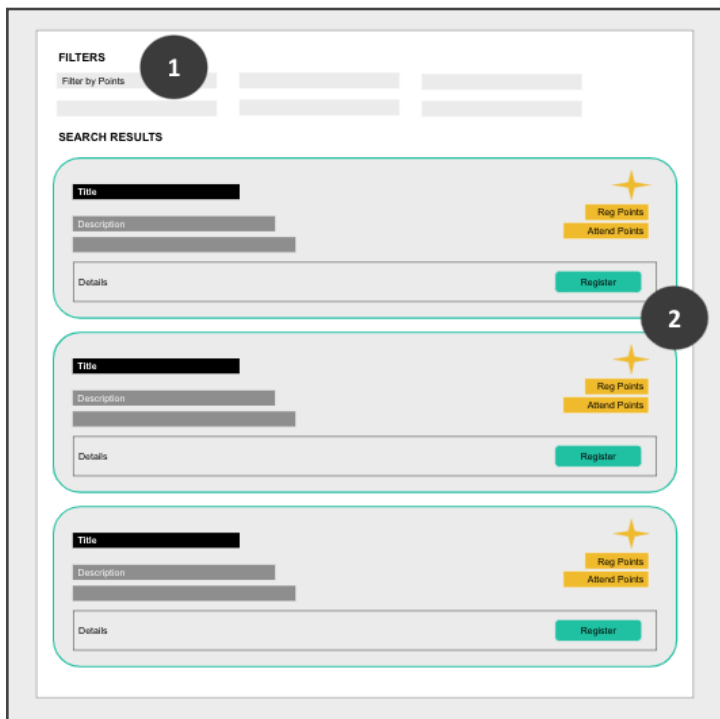 FILTERS
1
Filter by Points
SEARCH RESULTS
Title
Reg Points
Description
Attend Points
Details
Register
2
Title
Reg Points
Description
Attend Points
Details
Register
Title
Reg Points
Description
Attend Points
Details
Register